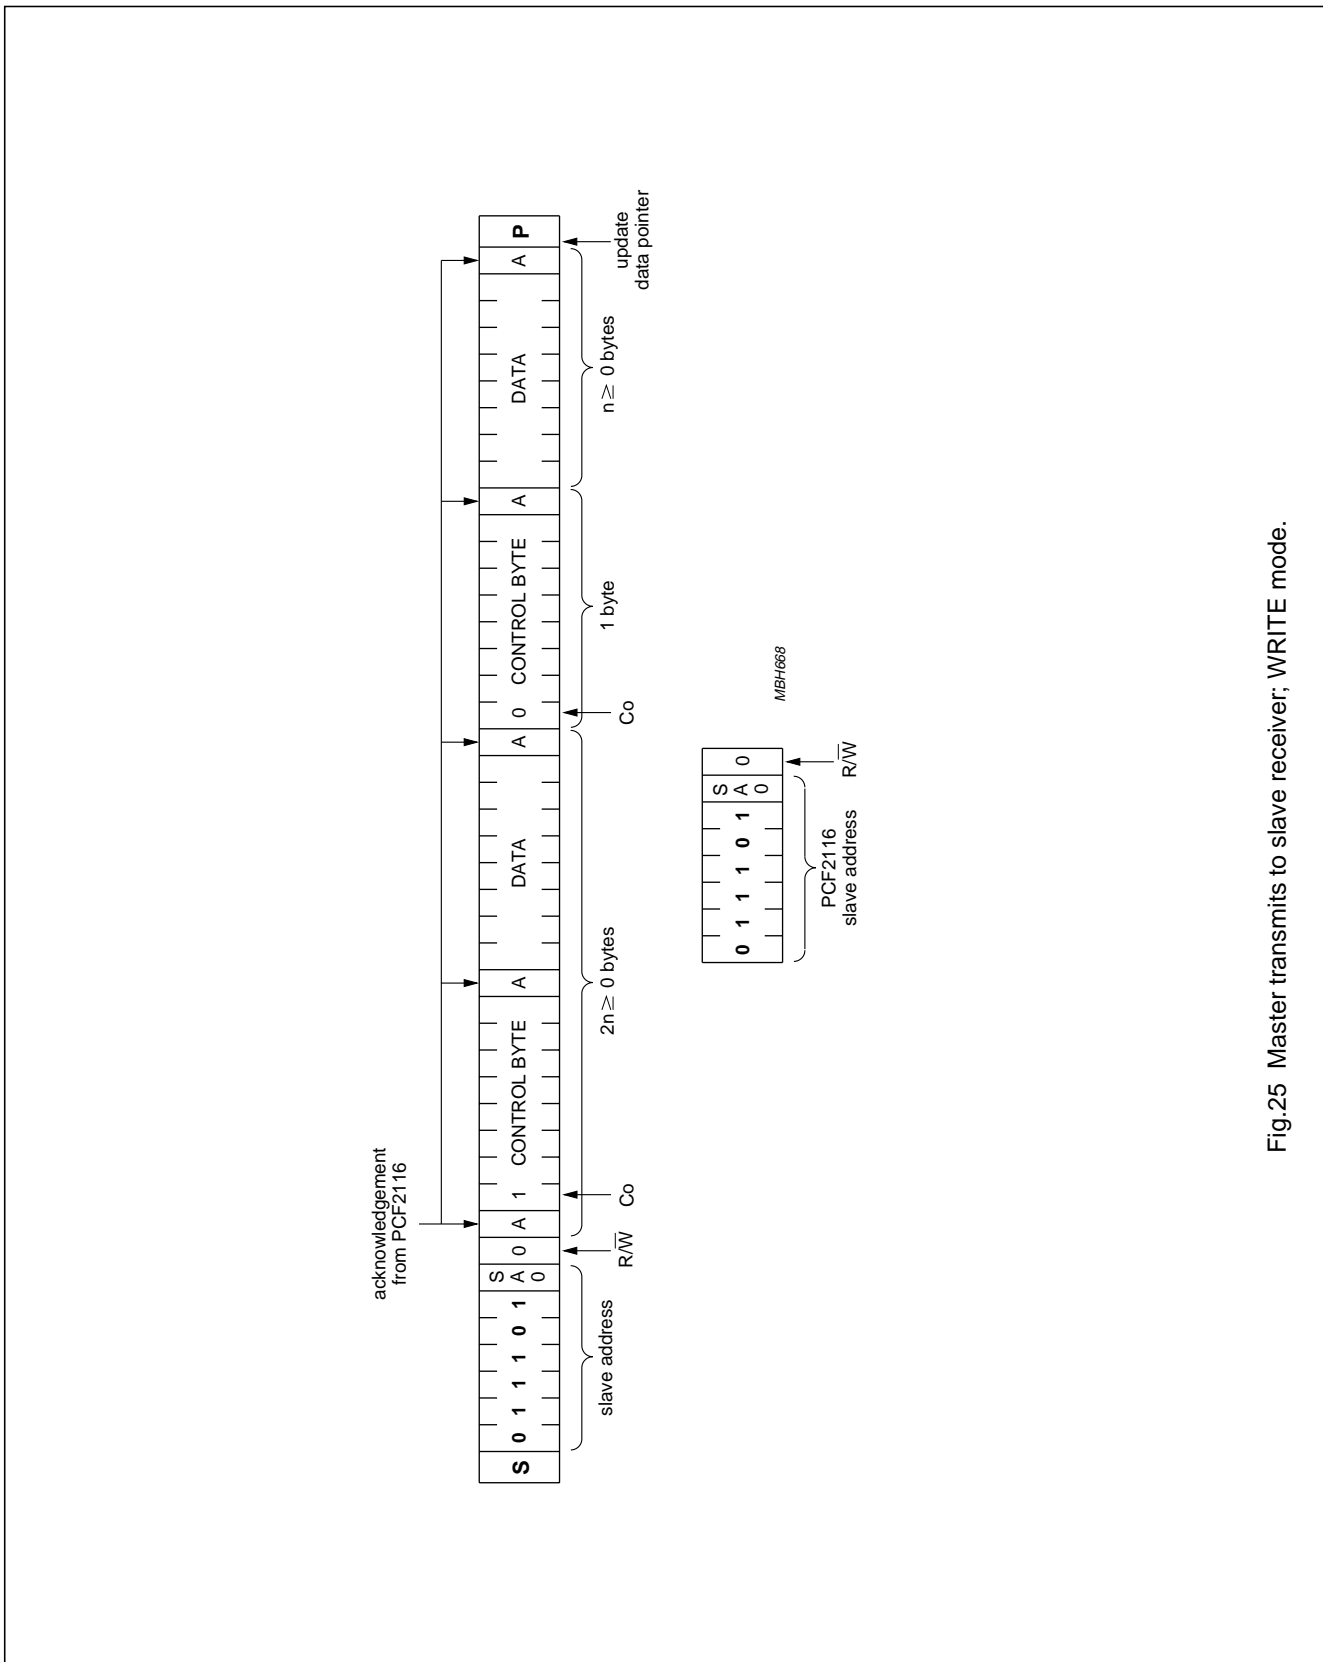 acknowledgement
from PCF2116
S 0 1 1 1 0 1 S A 0 0 A 1 CONTROL BYTE A DATA A 0 CONTROL BYTE A DATA A P
slave address
R/W̅
Co
2n ≥ 0 bytes
Co
1 byte
n ≥ 0 bytes
update
data pointer
0 1 1 1 0 1 S A 0 0
PCF2116
slave address
R/W̅
MBH668
Fig.25 Master transmits to slave receiver; WRITE mode.